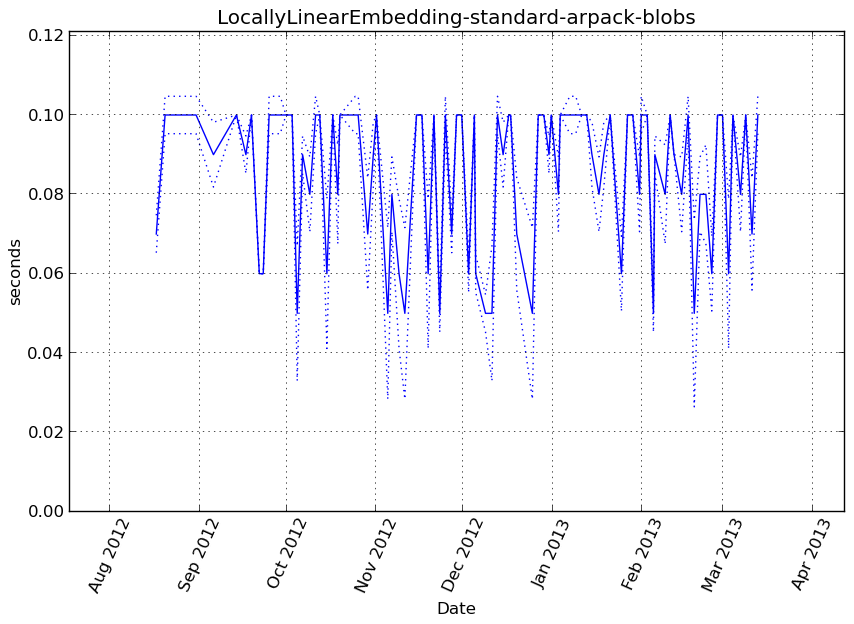 LocallyLinearEmbedding-standard-arpack-blobs
0.12
0.10
0.08
0.06
0.04
0.02
0.00
seconds
Aug 2012
Sep 2012
Oct 2012
Nov 2012
Dec 2012
Jan 2013
Feb 2013
Mar 2013
Apr 2013
Date